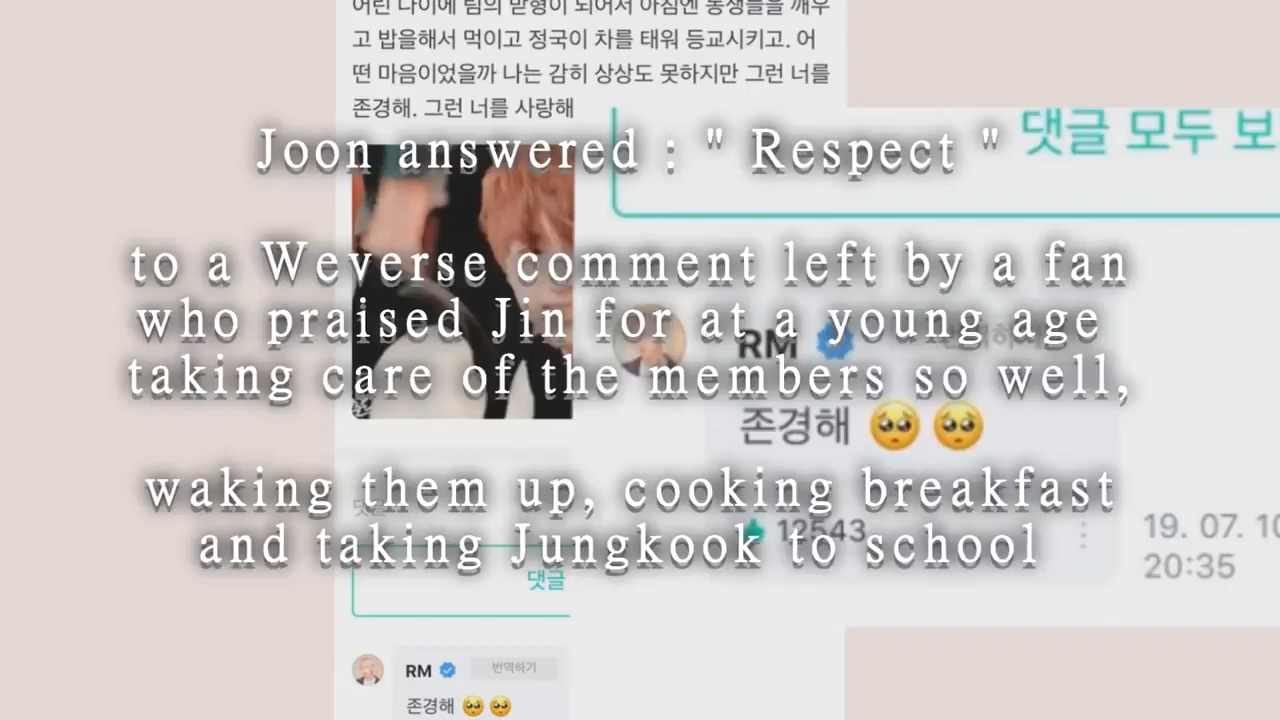 어린 나이에 팀의 맏형이 되어서 아침엔 동생들을 깨우
고 밥을해서 먹이고 정국이 차를 태워 등교시키고. 어
떤 마음이었을까 나는 감히 상상도 못하지만 그런 너를
존경해. 그런 너를 사랑해
댓글 모두 보
Joon answered : " Respect "
to a Weverse comment left by a fan
who praised Jin for at a young age
RM
taking care of the members so well,
존경해 🥺 🥺
waking them up, cooking breakfast
12543
19. 07. 10
and taking Jungkook to school
20:35
댓글
RM 번역하기
존경해 🥺 🥺